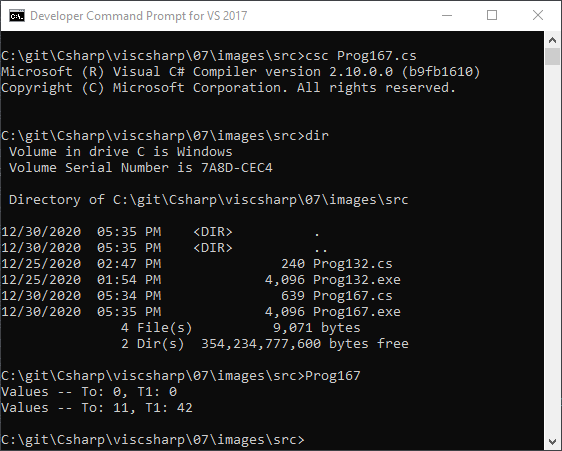 Developer Command Prompt for VS 2017
C:\git\Csharp\viscsharp\07\images\src>csc Prog167.cs
Microsoft (R) Visual C# Compiler version 2.10.0.0 (b9fb1610)
Copyright (C) Microsoft Corporation. All rights reserved.
C:\git\Csharp\viscsharp\07\images\src>dir
 Volume in drive C is Windows
 Volume Serial Number is 7A8D-CEC4
 Directory of C:\git\Csharp\viscsharp\07\images\src
12/30/2020  05:35 PM    <DIR>          .
12/30/2020  05:35 PM    <DIR>          ..
12/25/2020  02:47 PM               240 Prog132.cs
12/25/2020  01:54 PM             4,096 Prog132.exe
12/30/2020  05:34 PM               639 Prog167.cs
12/30/2020  05:35 PM             4,096 Prog167.exe
               4 File(s)          9,071 bytes
               2 Dir(s)  354,234,777,600 bytes free
C:\git\Csharp\viscsharp\07\images\src>Prog167
Values -- To: 0, T1: 0
Values -- To: 11, T1: 42
C:\git\Csharp\viscsharp\07\images\src>